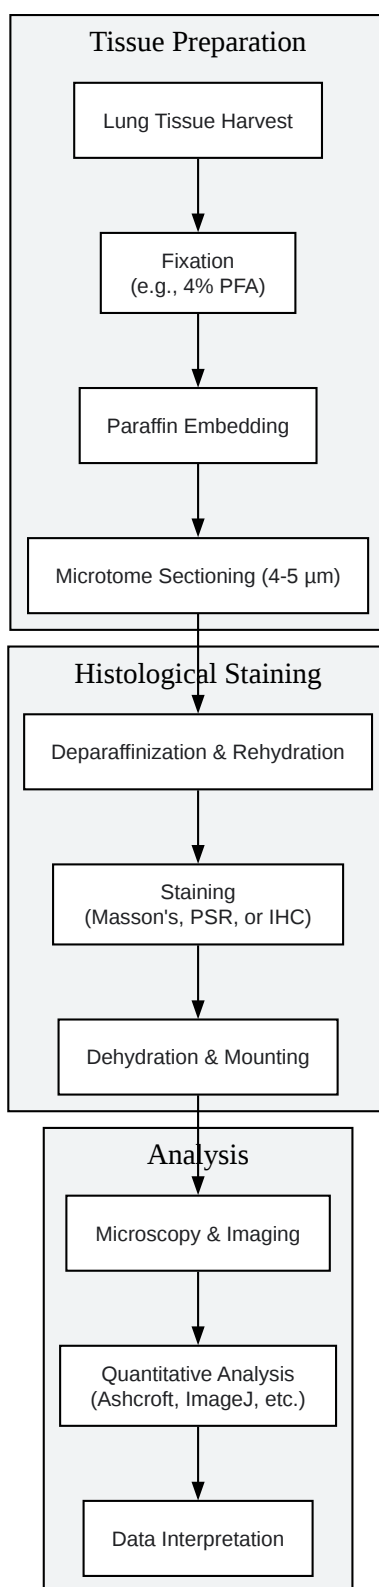 Tissue Preparation
Lung Tissue Harvest
Fixation
(e.g., 4% PFA)
Paraffin Embedding
Microtome Sectioning (4-5 µm)
Histological Staining
Deparaffinization & Rehydration
Staining
(Masson's, PSR, or IHC)
Dehydration & Mounting
Analysis
Microscopy & Imaging
Quantitative Analysis
(Ashcroft, ImageJ, etc.)
Data Interpretation